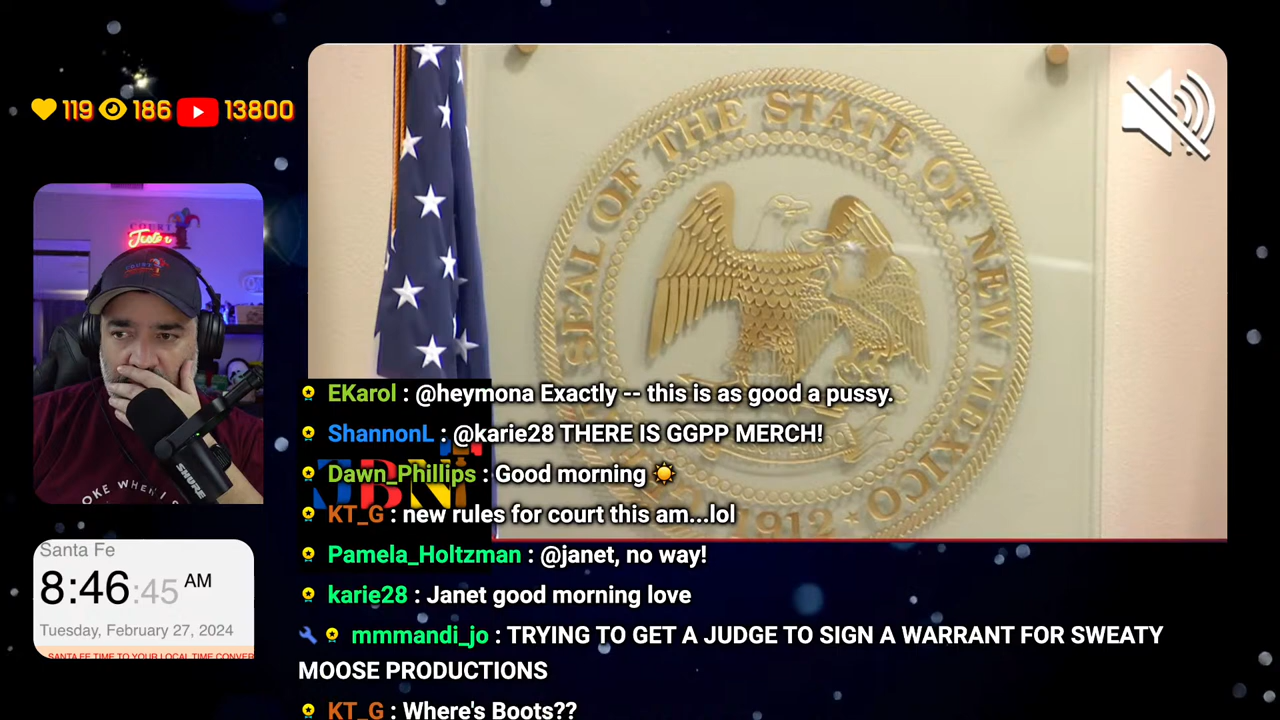 119 186 13800
SEAL OF THE STATE OF NEW MEXICO
1912
COURT
SHURE
OKE WHEN I
Santa Fe
8:46:45 AM
Tuesday, February 27, 2024
SANTA FE TIME TO YOUR LOCAL TIME CONVER
EKarol : @heymona Exactly -- this is as good a pussy.
ShannonL : @karie28 THERE IS GGPP MERCH!
Dawn_Phillips : Good morning ☀️
KT_G : new rules for court this am...lol
Pamela_Holtzman : @janet, no way!
karie28 : Janet good morning love
mmmandi_jo : TRYING TO GET A JUDGE TO SIGN A WARRANT FOR SWEATY
MOOSE PRODUCTIONS
KT_G : Where's Boots??